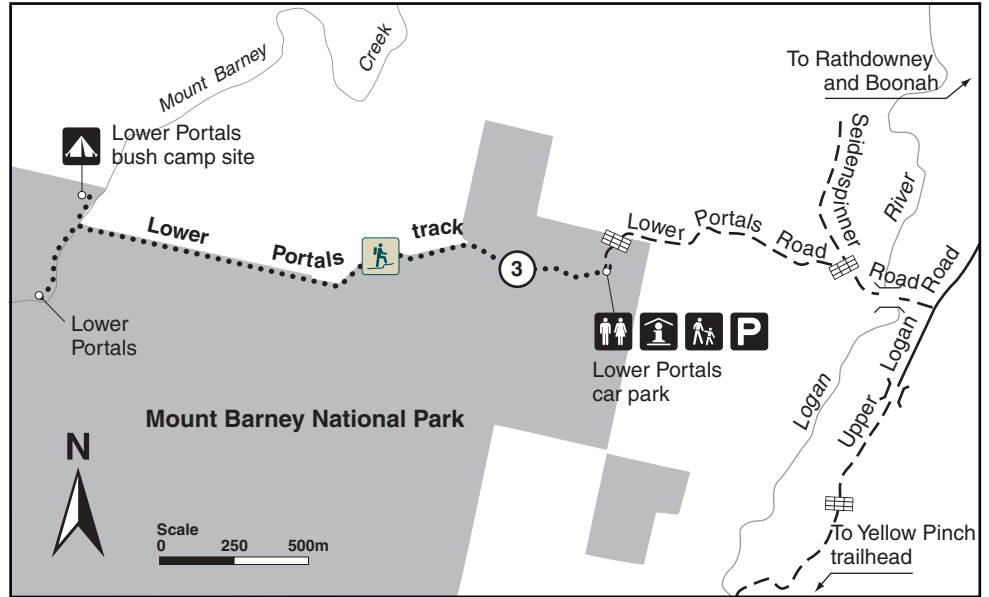 Mount Barney
Creek
To Rathdowney
and Boonah
Lower Portals
bush camp site
Seidenspinner
Road
River
Lower Portals track
Lower Portals Road
3
Logan
Upper Logan Road
P
Lower
Portals
Lower Portals
car park
Mount Barney National Park
N
Scale
0 250 500m
To Yellow Pinch
trailhead